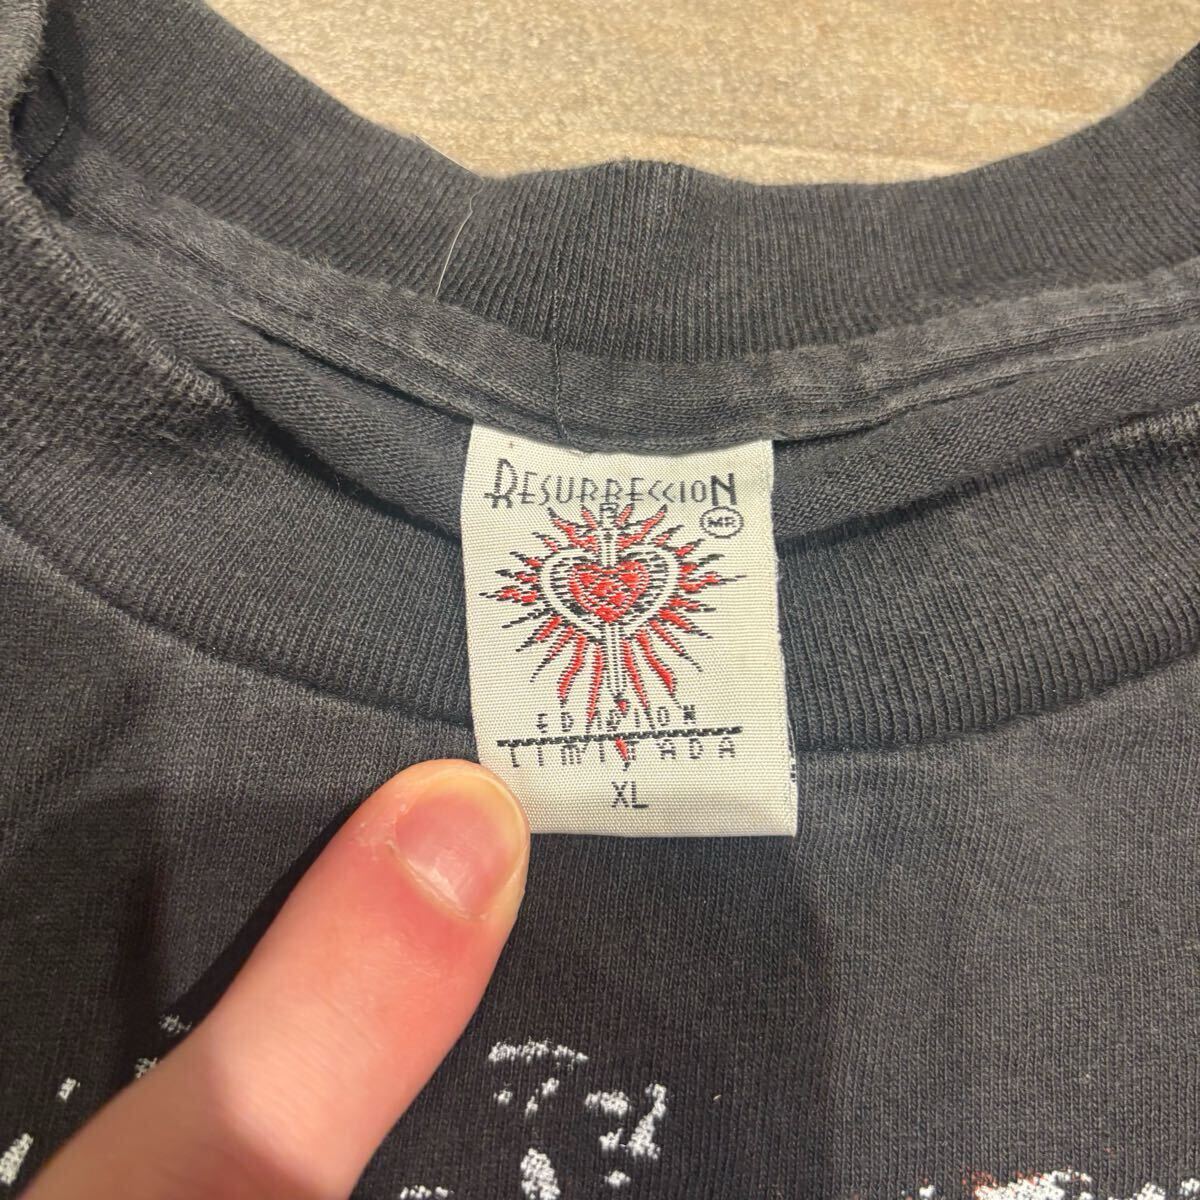 RESURRECCION
MR
EDICION
LIMITADA
XL